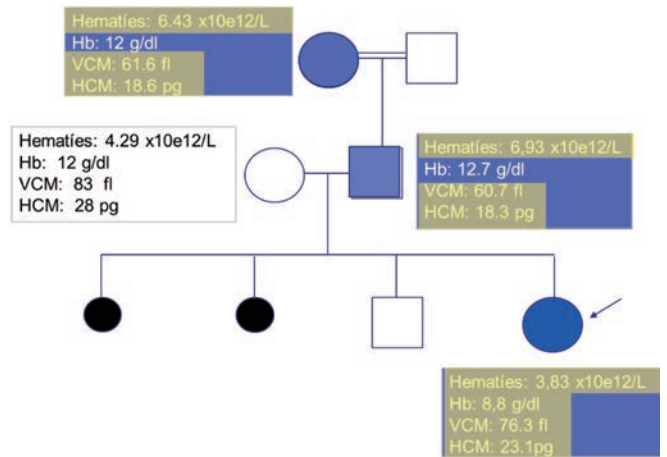 Hematíes: 6.43 x10e12/L
Hb: 12 g/dl
VCM: 61.6 fl
HCM: 18.6 pg
Hematíes: 4.29 x10e12/L
Hb: 12 g/dl
VCM: 83 fl
HCM: 28 pg
Hematíes: 6,93 x10e12/L
Hb: 12.7 g/dl
VCM: 60.7 fl
HCM: 18.3 pg
Hematíes: 3,83 x10e12/L
Hb: 8,8 g/dl
VCM: 76.3 fl
HCM: 23.1pg